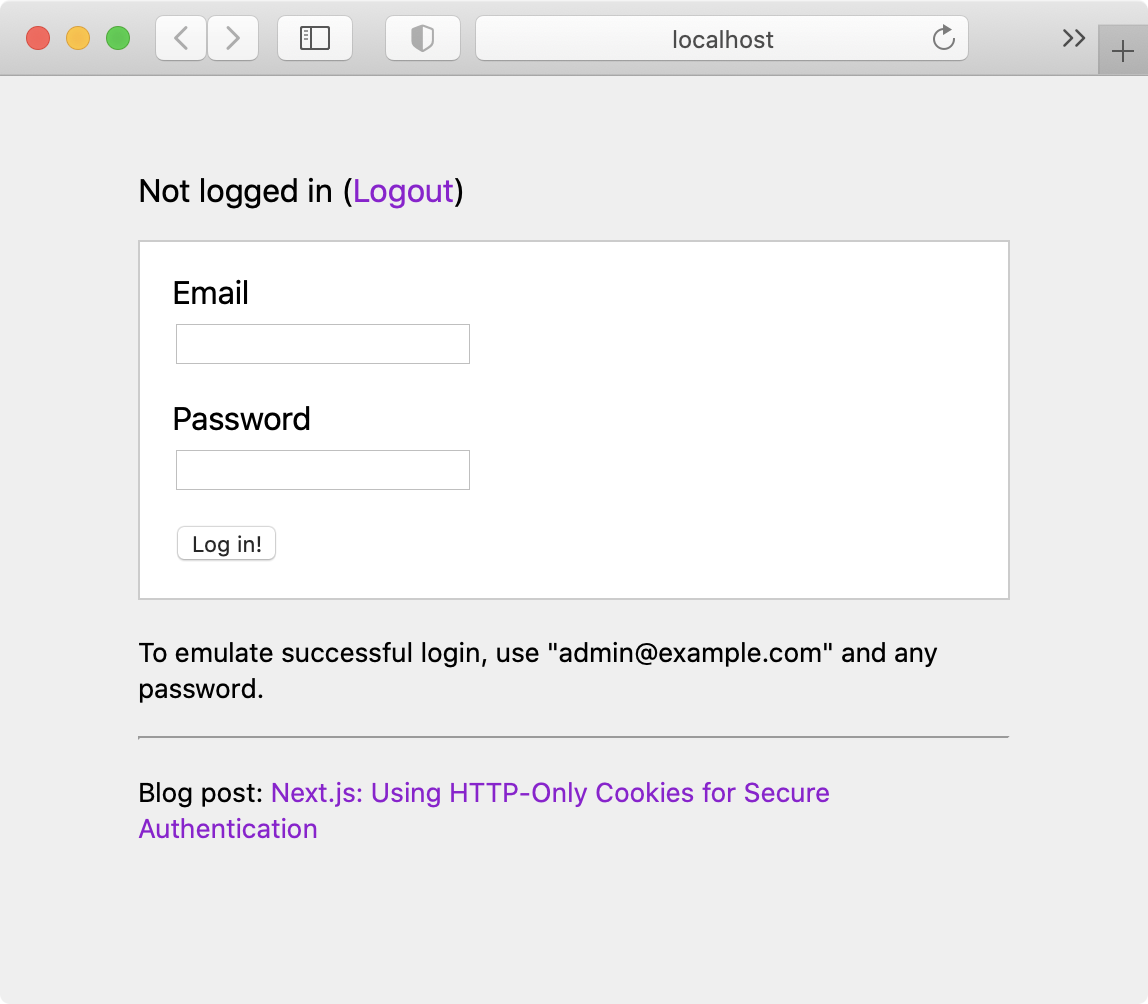 localhost
Not logged in (Logout)
Email
Password
Log in!
To emulate successful login, use "admin@example.com" and any
password.
Blog post: Next.js: Using HTTP-Only Cookies for Secure
Authentication